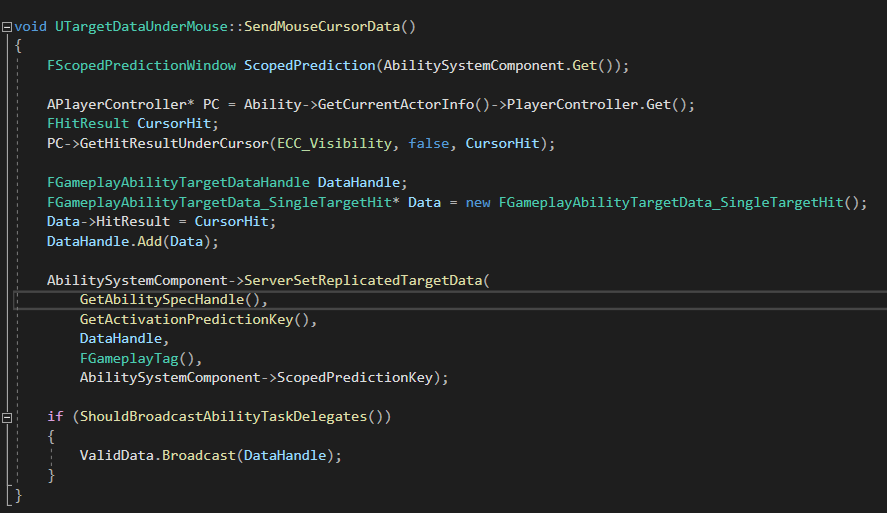 void UTargetDataUnderMouse::SendMouseCursorData()
{
FScopedPredictionWindow ScopedPrediction(AbilitySystemComponent.Get());
APlayerController* PC = Ability->GetCurrentActorInfo()->PlayerController.Get();
FHitResult CursorHit;
PC->GetHitResultUnderCursor(ECC_Visibility, false, CursorHit);
FGameplayAbilityTargetDataHandle DataHandle;
FGameplayAbilityTargetData_SingleTargetHit* Data = new FGameplayAbilityTargetData_SingleTargetHit();
Data->HitResult = CursorHit;
DataHandle.Add(Data);
AbilitySystemComponent->ServerSetReplicatedTargetData(
GetAbilitySpecHandle(),
GetActivationPredictionKey(),
DataHandle,
FGameplayTag(),
AbilitySystemComponent->ScopedPredictionKey);
if (ShouldBroadcastAbilityTaskDelegates())
{
ValidData.Broadcast(DataHandle);
}
}